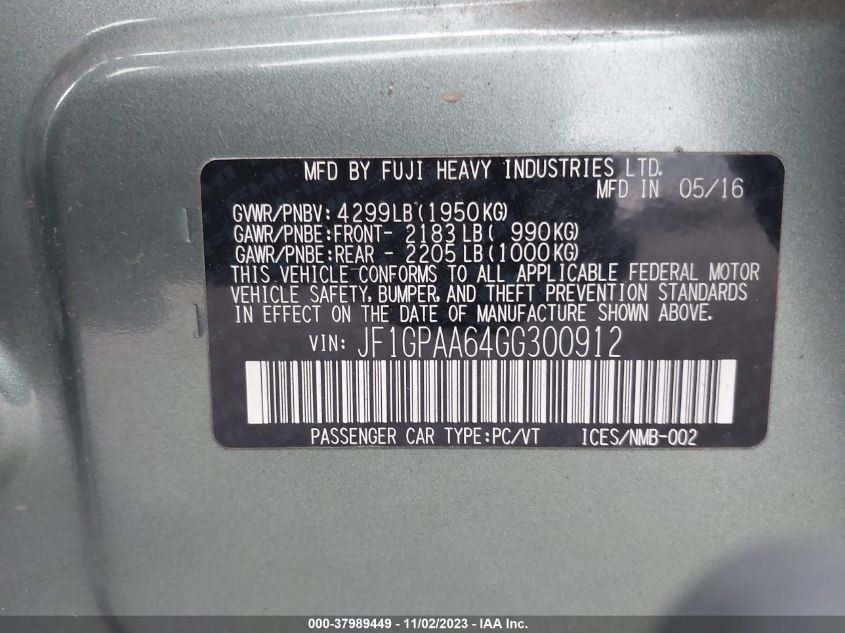 MFD BY FUJI HEAVY INDUSTRIES LTD.
MFD IN 05/16
GVWR/PNBV: 4299LB(1950KG)
GAWR/PNBE:FRONT- 2183LB( 990KG)
GAWR/PNBE:REAR - 2205LB(1000KG)
THIS VEHICLE CONFORMS TO ALL APPLICABLE FEDERAL MOTOR
VEHICLE SAFETY, BUMPER, AND THEFT PREVENTION STANDARDS
IN EFFECT ON THE DATE OF MANUFACTURE SHOWN ABOVE.
VIN: JF1GPAA64GG300912
PASSENGER CAR TYPE:PC/VT ICES/NMB-002
000-37989449 - 11/02/2023 - IAA Inc.